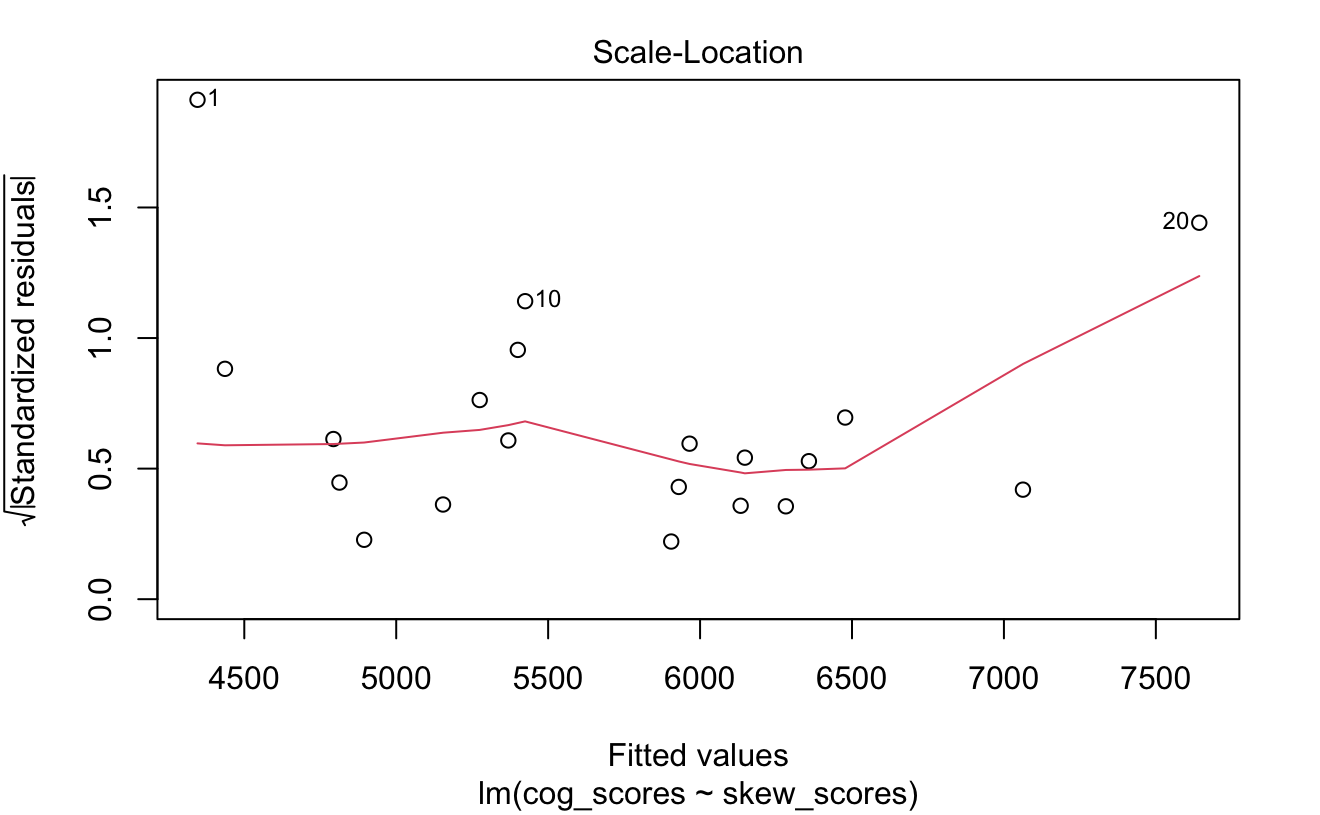 Scale-Location
√|Standardized residuals|
0.0 0.5 1.0 1.5
1
20
10
4500 5000 5500 6000 6500 7000 7500
Fitted values
lm(cog_scores ~ skew_scores)